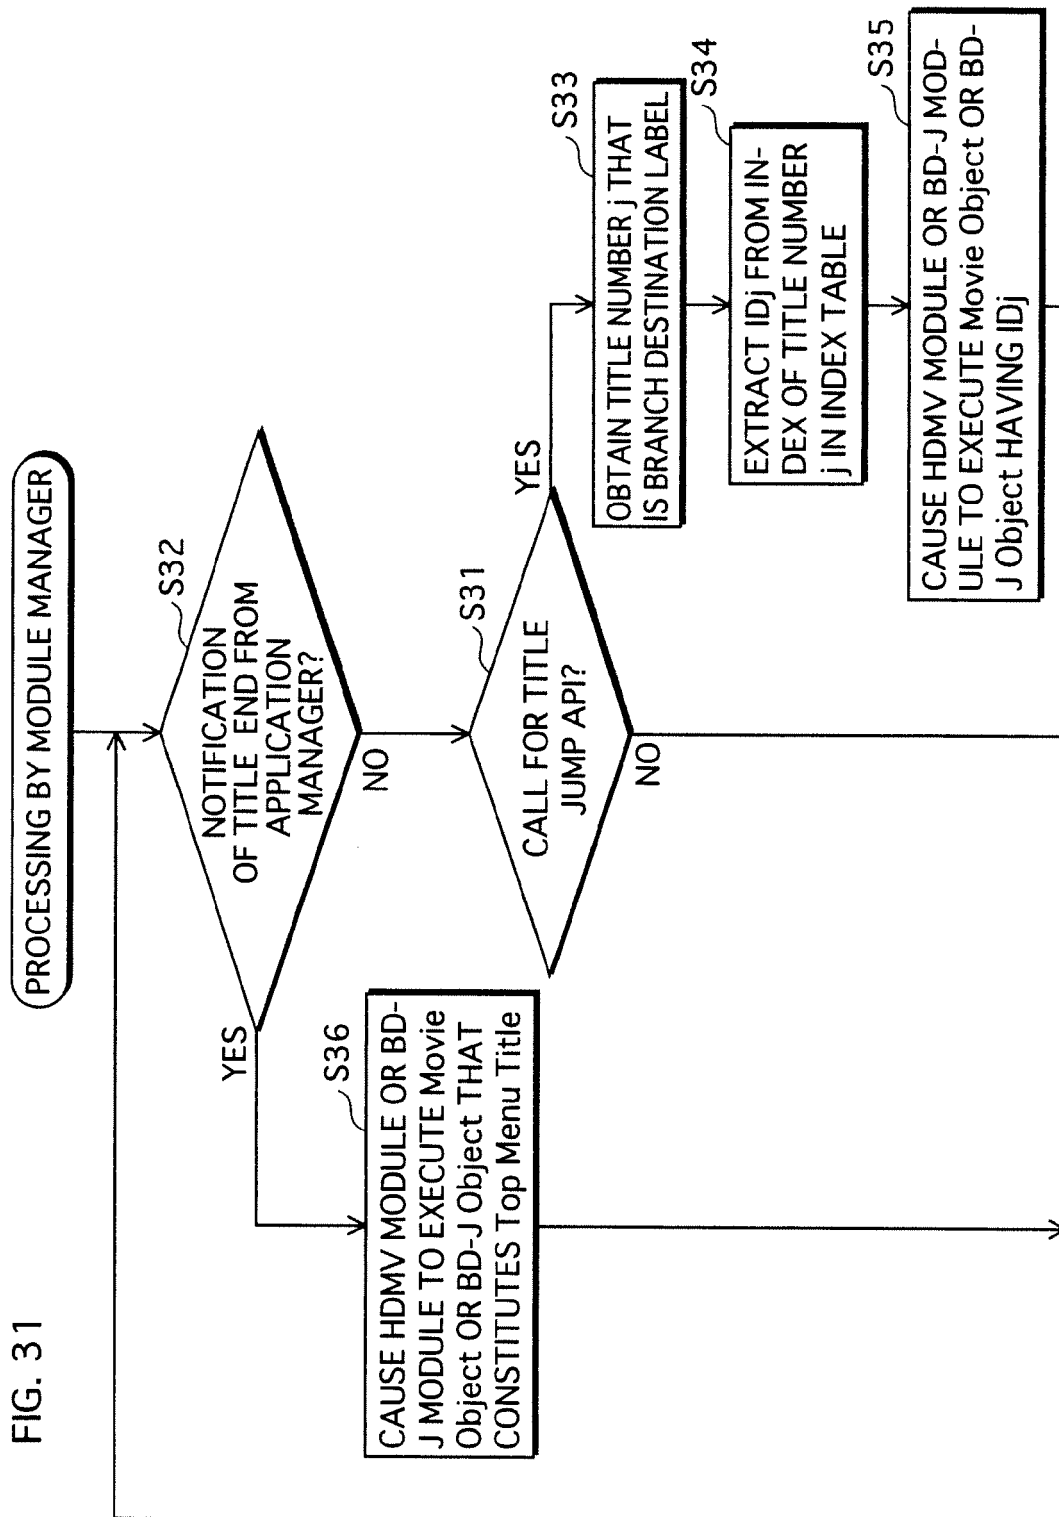 FIG. 31
PROCESSING BY MODULE MANAGER
S32
NOTIFICATION
OF TITLE END FROM
APPLICATION
MANAGER?
YES
NO
S36
CAUSE HDMV MODULE OR BD-
J MODULE TO EXECUTE Movie
Object OR BD-J Object THAT
CONSTITUTES Top Menu Title
S31
CALL FOR TITLE
JUMP API?
YES
NO
S33
OBTAIN TITLE NUMBER j THAT
IS BRANCH DESTINATION LABEL
S34
EXTRACT IDj FROM IN-
DEX OF TITLE NUMBER
j IN INDEX TABLE
S35
CAUSE HDMV MODULE OR BD-J MOD-
ULE TO EXECUTE Movie Object OR BD-
J Object HAVING IDj